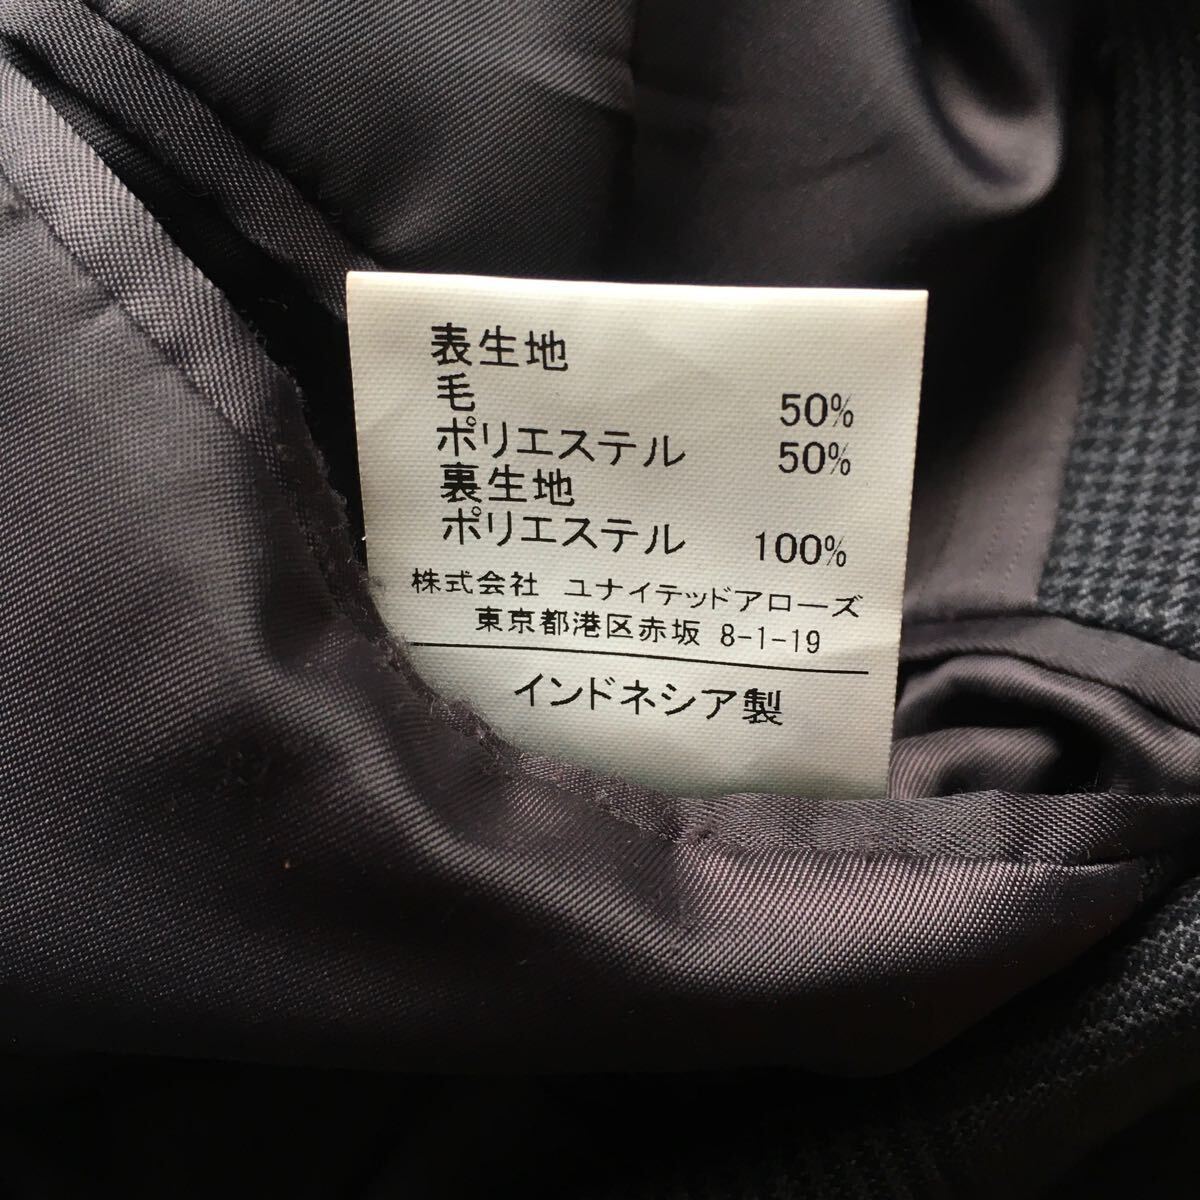 表生地
毛 50%
ポリエステル 50%
裏生地
ポリエステル 100%
株式会社 ユナイテッドアローズ
東京都港区赤坂 8-1-19
インドネシア製